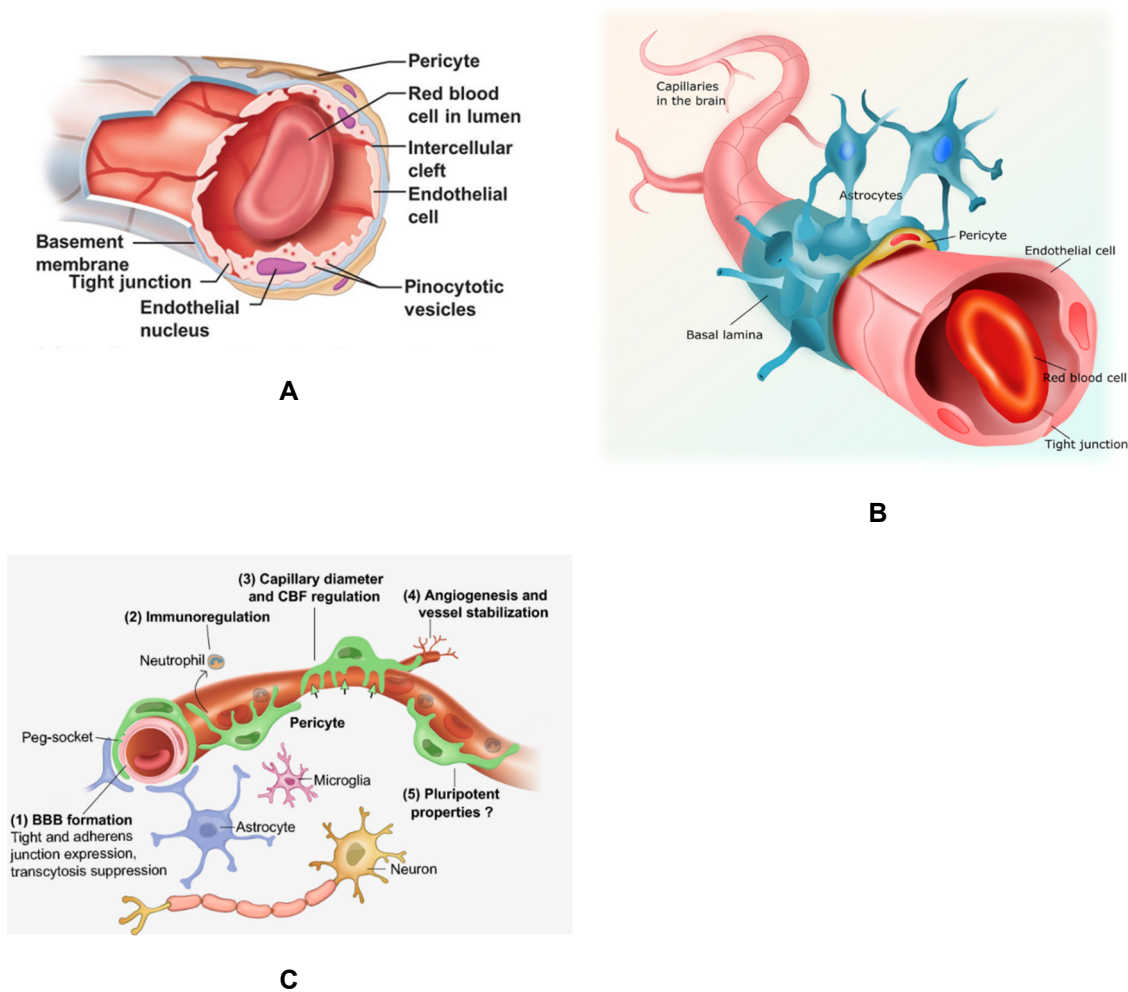 Pericyte
Red blood
cell in lumen
Intercellular
cleft
Endothelial
cell
Basement
membrane
Tight junction
Endothelial
nucleus
Pinocytotic
vesicles
A
Capillaries
in the brain
Astrocytes
Pericyte
Endothelial cell
Basal lamina
Red blood cell
Tight junction
B
(3) Capillary diameter
and CBF regulation
(4) Angiogenesis and
vessel stabilization
(2) Immunoregulation
Neutrophil
Peg-socket
Pericyte
Microglia
(5) Pluripotent
properties ?
(1) BBB formation
Tight and adherens
junction expression,
transcytosis suppression
Astrocyte
Neuron
C